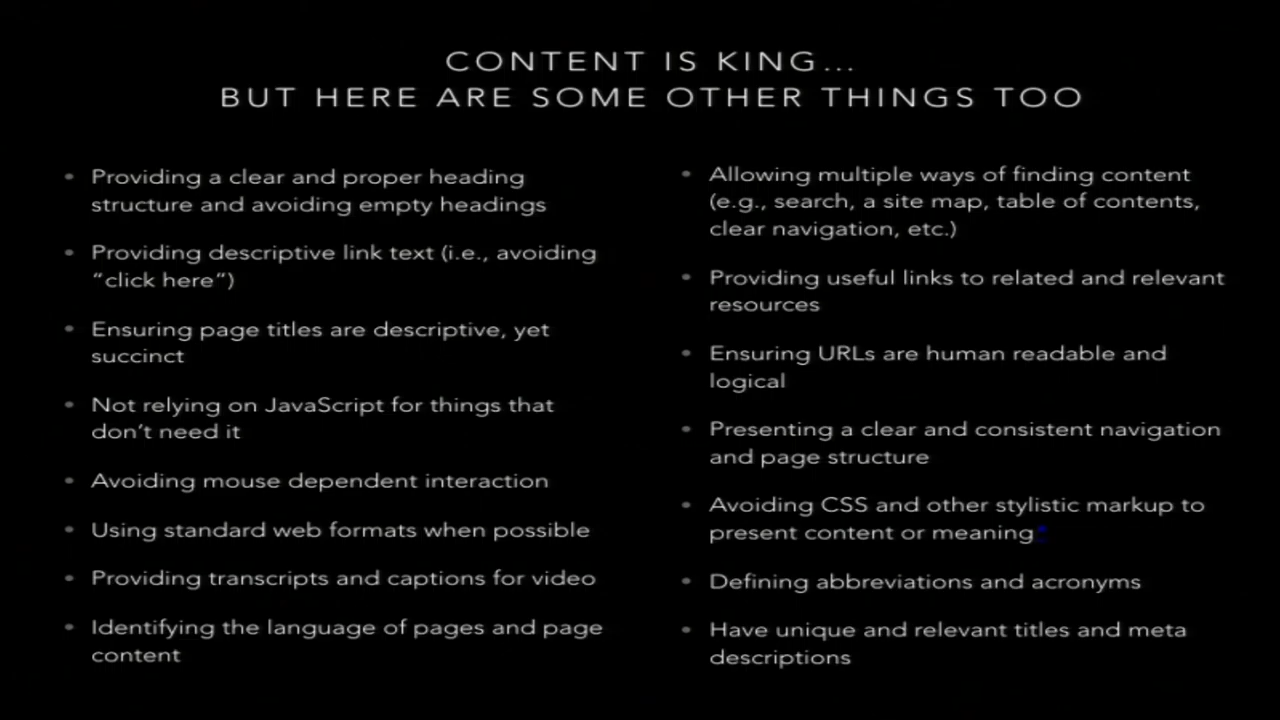 CONTENT IS KING...
BUT HERE ARE SOME OTHER THINGS TOO
• Providing a clear and proper heading
structure and avoiding empty headings
• Providing descriptive link text (i.e., avoiding
“click here”)
• Ensuring page titles are descriptive, yet
succinct
• Not relying on JavaScript for things that
don’t need it
• Avoiding mouse dependent interaction
• Using standard web formats when possible
• Providing transcripts and captions for video
• Identifying the language of pages and page
content
• Allowing multiple ways of finding content
(e.g., search, a site map, table of contents,
clear navigation, etc.)
• Providing useful links to related and relevant
resources
• Ensuring URLs are human readable and
logical
• Presenting a clear and consistent navigation
and page structure
• Avoiding CSS and other stylistic markup to
present content or meaning*
• Defining abbreviations and acronyms
• Have unique and relevant titles and meta
descriptions